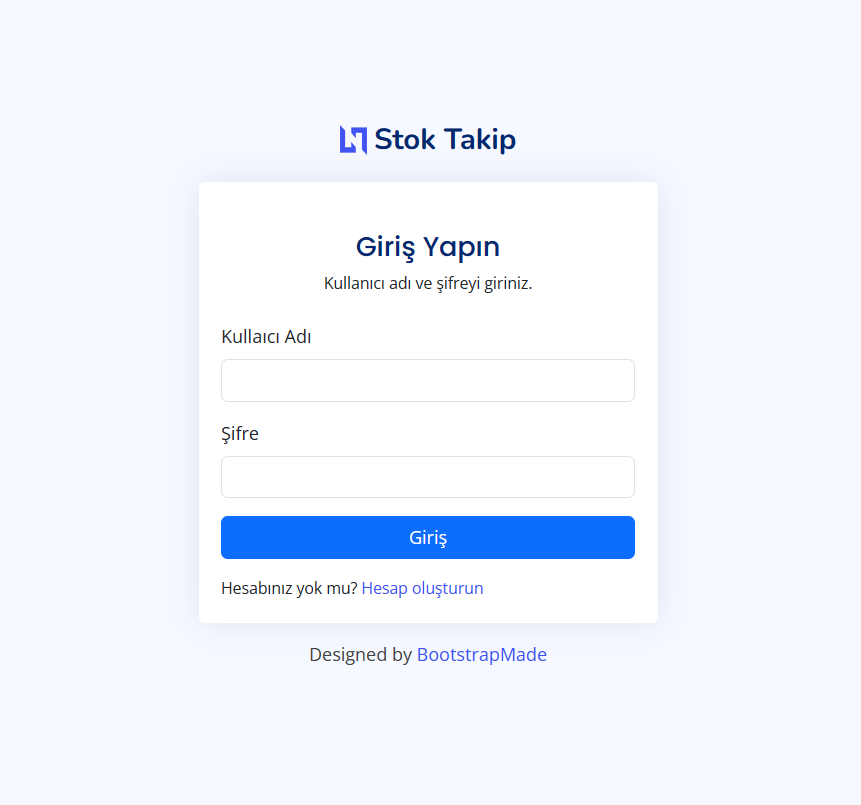 Stok Takip
Giriş Yapın
Kullanıcı adı ve şifreyi giriniz.
Kullaıcı Adı
Şifre
Giriş
Hesabınız yok mu? Hesap oluşturun
Designed by BootstrapMade